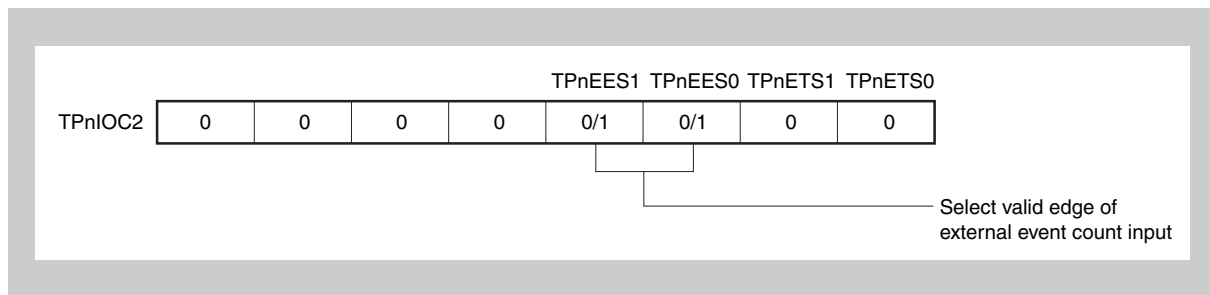 TPnEES1 TPnEES0 TPnETS1 TPnETS0
TPnIOC2 0 0 0 0 0/1 0/1 0 0
Select valid edge of
external event count input